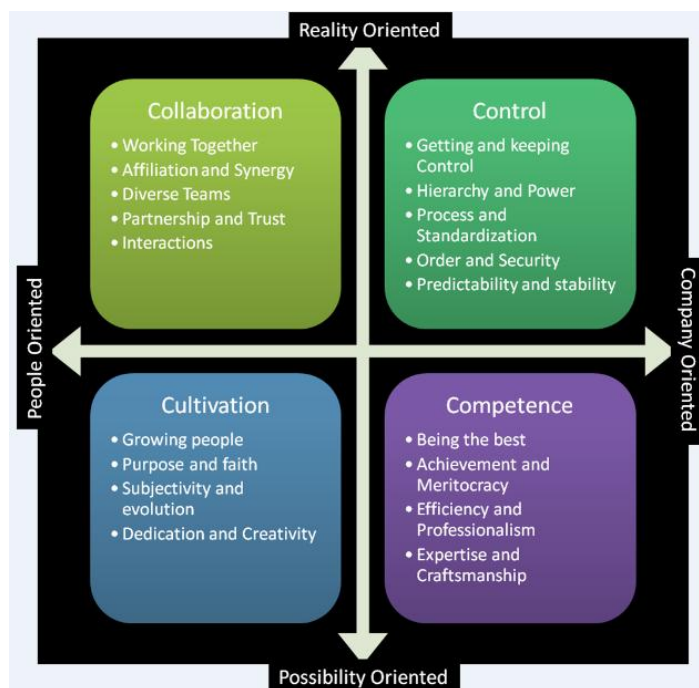 Reality Oriented
Collaboration
• Working Together
• Affiliation and Synergy
• Diverse Teams
• Partnership and Trust
• Interactions
Control
• Getting and keeping
Control
• Hierarchy and Power
• Process and
Standardization
• Order and Security
• Predictability and stability
People Oriented
Company Oriented
Cultivation
• Growing people
• Purpose and faith
• Subjectivity and
evolution
• Dedication and Creativity
Competence
• Being the best
• Achievement and
Meritocracy
• Efficiency and
Professionalism
• Expertise and
Craftsmanship
Possibility Oriented